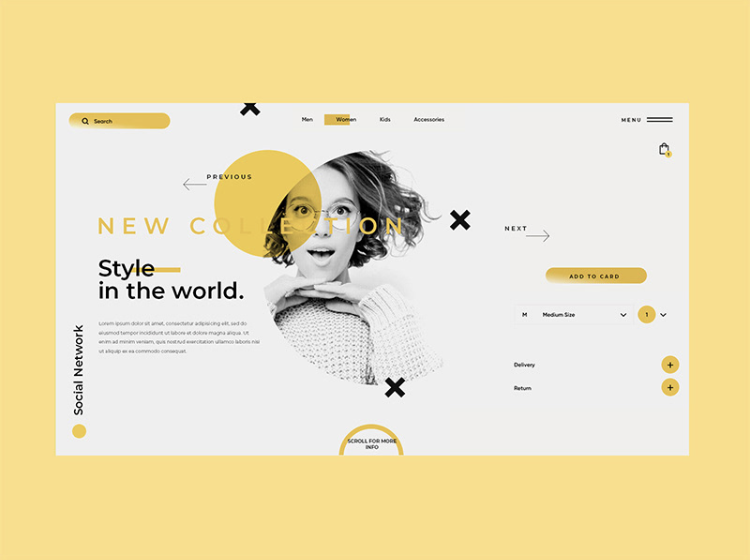 Search
Men Women Kids Accessories
MENU
PREVIOUS
NEW COLLECTION
Style
in the world.
Lorem ipsum dolor sit amet, consectetur adipisicing elit, sed do
eiusmod tempor incididunt ut labore et dolore magna aliqua. Ut
enim ad minim veniam, quis nostrud exercitation ullamco laboris nisi
ut aliquip ex ea commodo consequat.
Social Network
NEXT
ADD TO CARD
M Medium Size 1
Delivery +
Return +
SCROLL FOR MORE
INFO